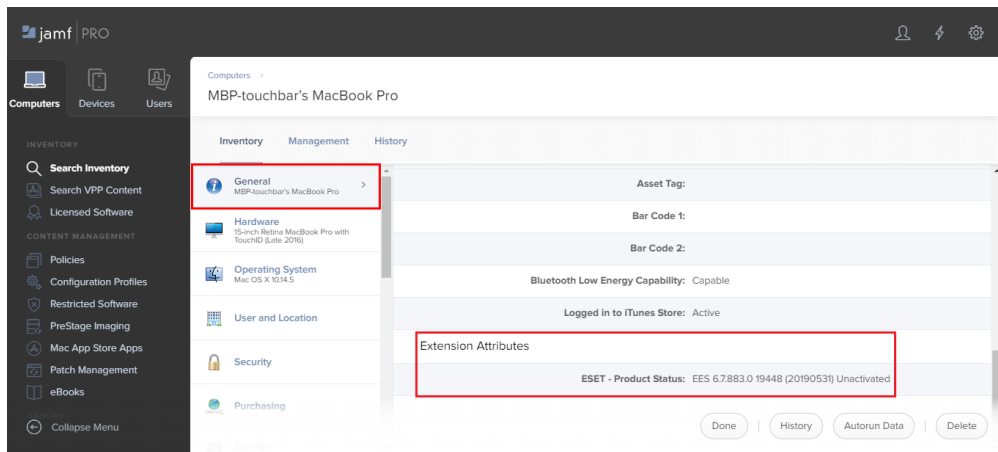 jamf PRO
Computers Devices Users
INVENTORY
Search Inventory
Search VPP Content
Licensed Software
CONTENT MANAGEMENT
Policies
Configuration Profiles
Restricted Software
PreStage Imaging
Mac App Store Apps
Patch Management
eBooks
Collapse Menu
Computers ›
MBP-touchbar’s MacBook Pro
Inventory Management History
General
MBP-touchbar’s MacBook Pro
Hardware
15-inch Retina MacBook Pro with
TouchID (Late 2016)
Operating System
Mac OS X 10.14.5
User and Location
Security
Purchasing
Asset Tag:
Bar Code 1:
Bar Code 2:
Bluetooth Low Energy Capability: Capable
Logged in to iTunes Store: Active
Extension Attributes
ESET - Product Status: EES 6.7.883.0 19448 (20190531) Unactivated
Done | History Autorun Data | Delete